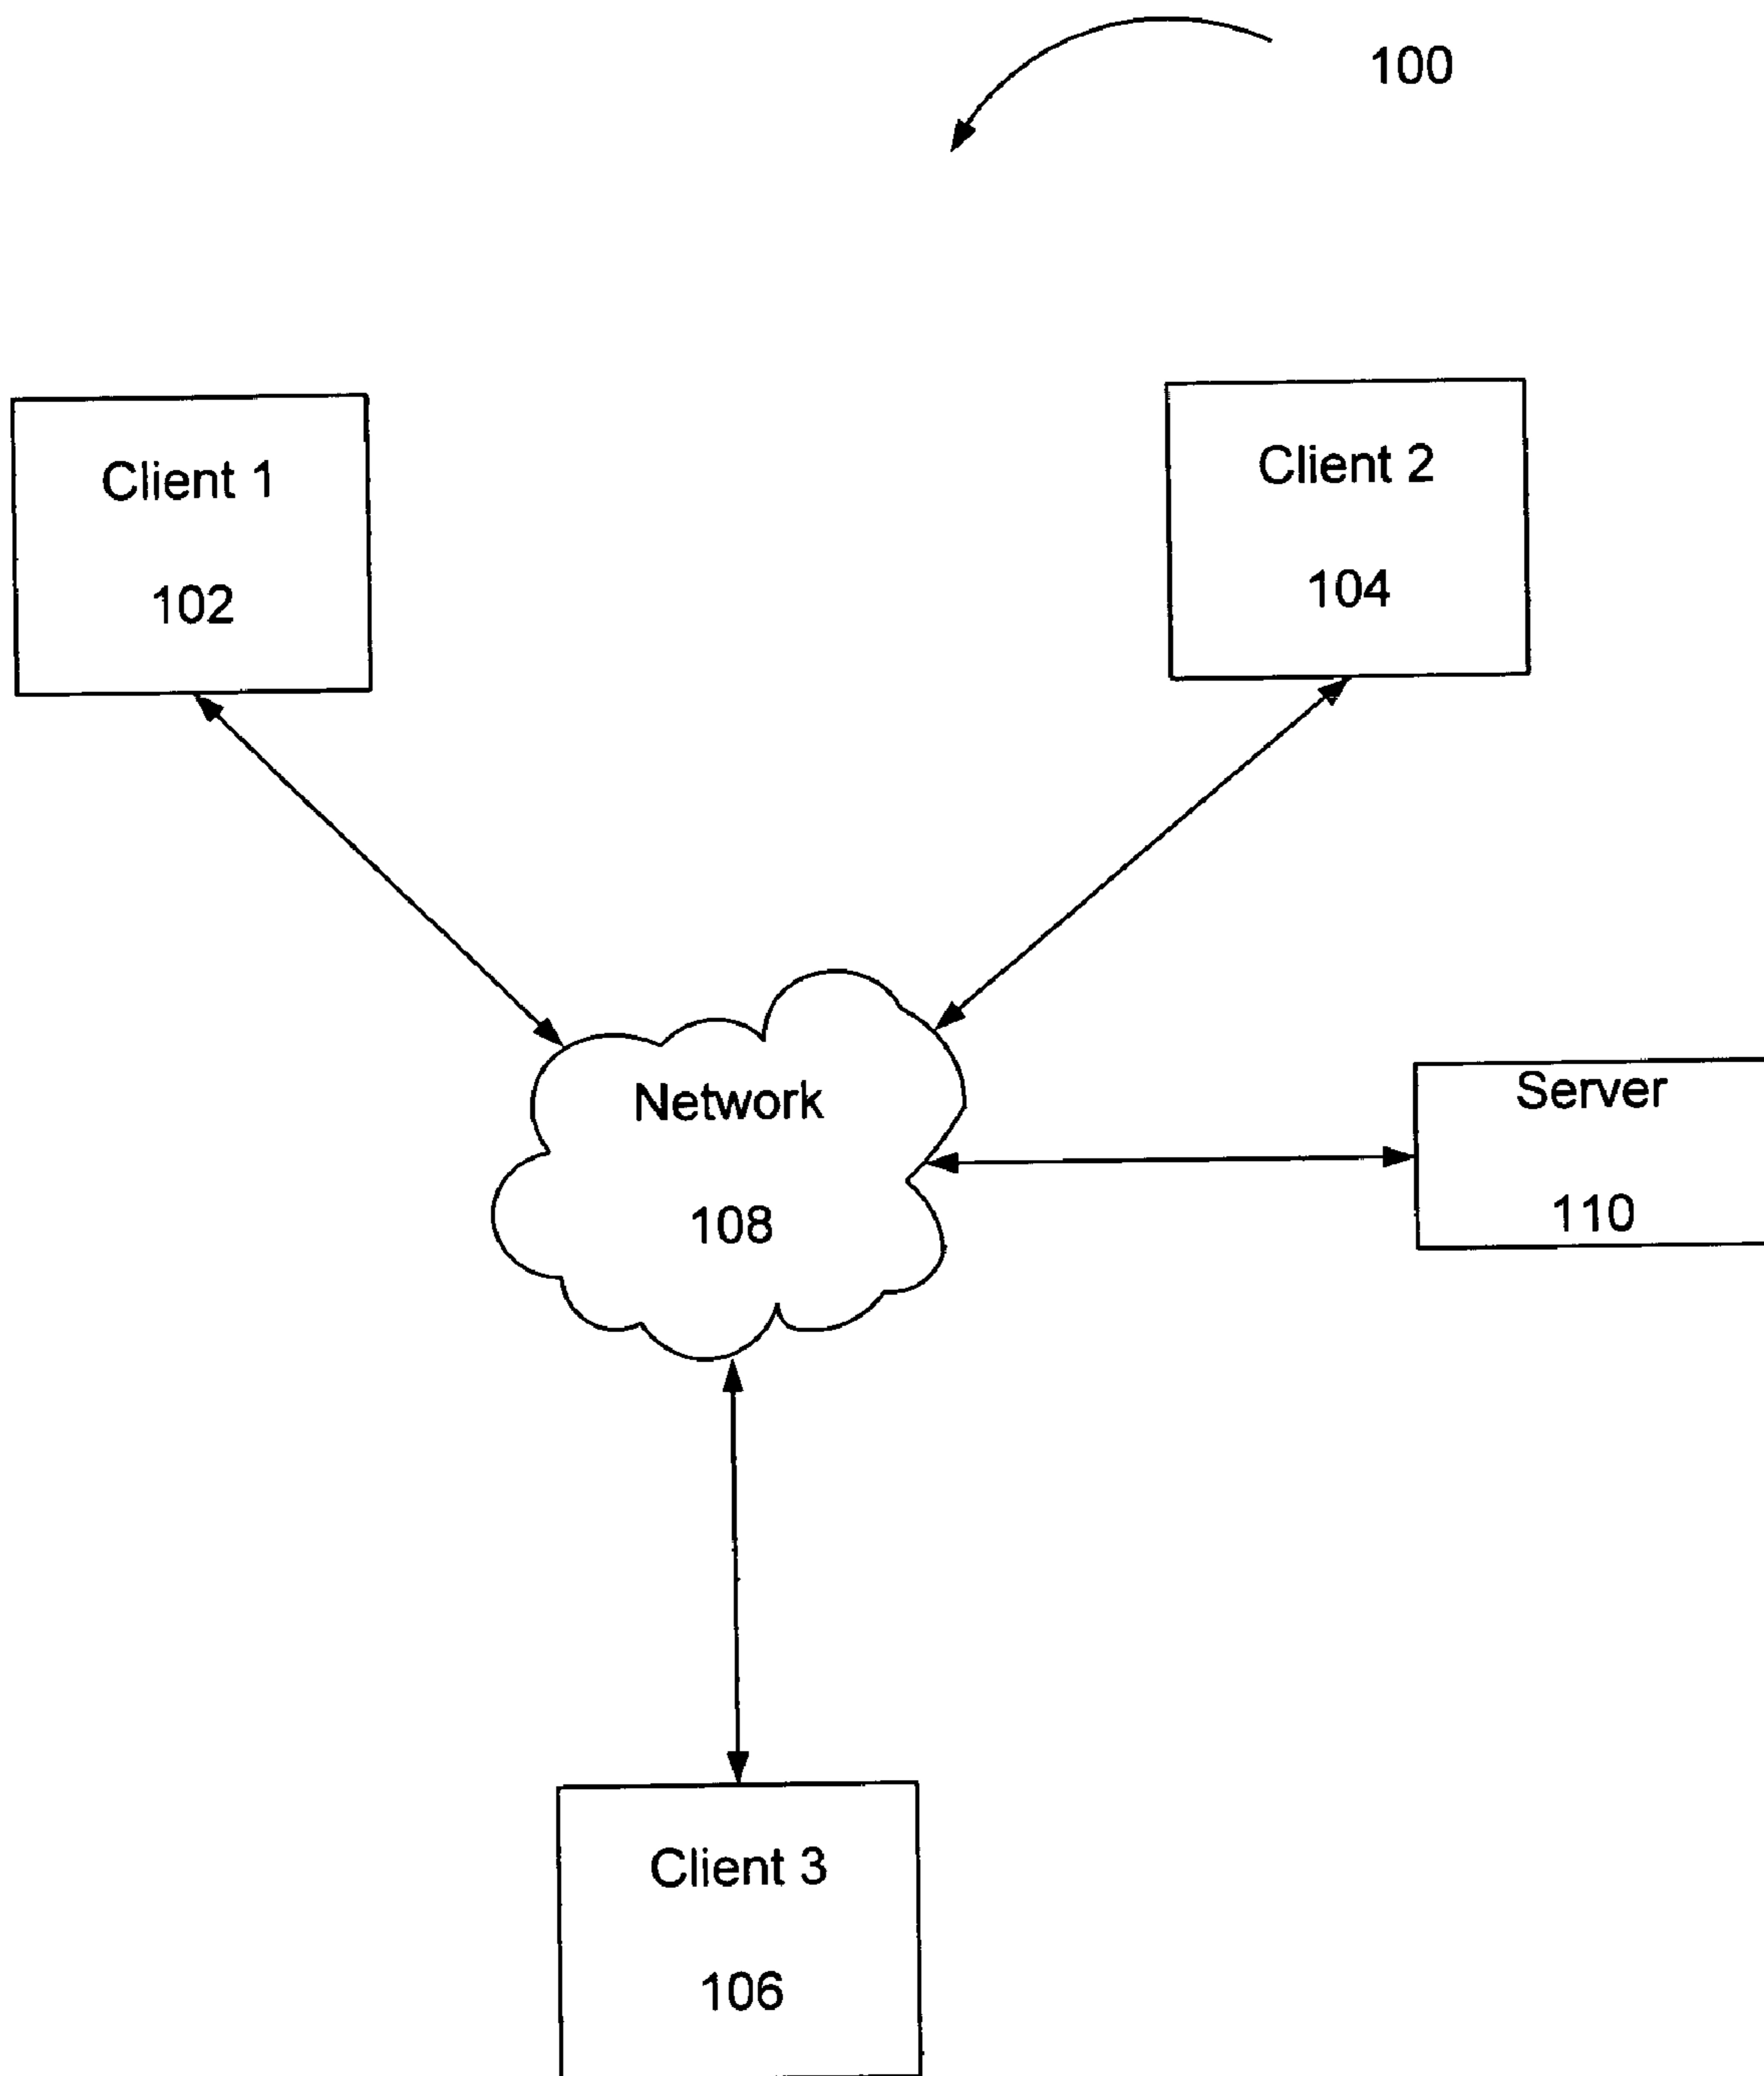 100
Client 1
102
Client 2
104
Network
108
Server
110
Client 3
106